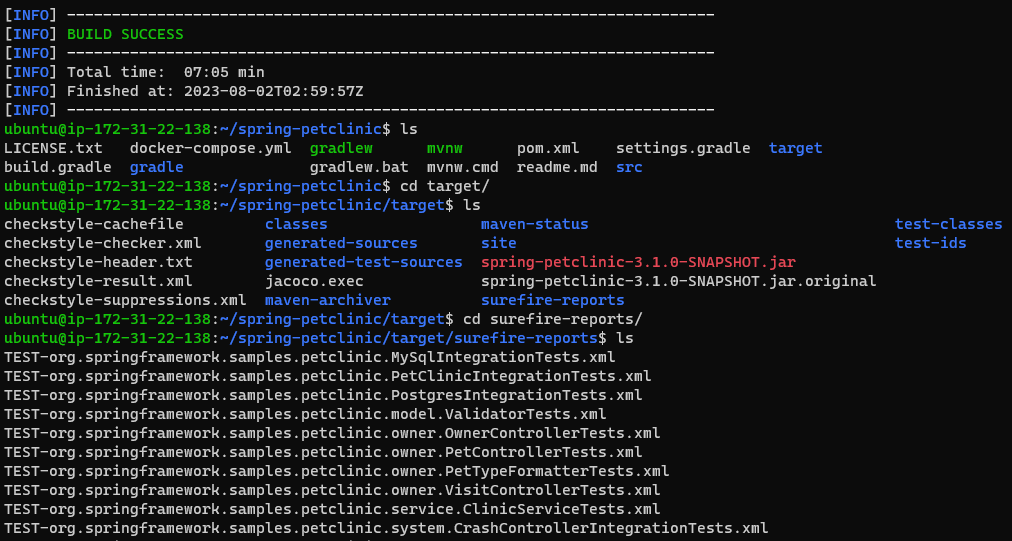 [INFO] ------------------------------------------------------------------------
[INFO] BUILD SUCCESS
[INFO] ------------------------------------------------------------------------
[INFO] Total time:  07:05 min
[INFO] Finished at: 2023-08-02T02:59:57Z
[INFO] ------------------------------------------------------------------------
ubuntu@ip-172-31-22-138:~/spring-petclinic$ ls
LICENSE.txt   docker-compose.yml  gradlew      mvnw      pom.xml    settings.gradle  target
build.gradle  gradle              gradlew.bat  mvnw.cmd  readme.md  src
ubuntu@ip-172-31-22-138:~/spring-petclinic$ cd target/
ubuntu@ip-172-31-22-138:~/spring-petclinic/target$ ls
checkstyle-cachefile         classes                 maven-status                                  test-classes
checkstyle-checker.xml       generated-sources       site                                          test-ids
checkstyle-header.txt        generated-test-sources  spring-petclinic-3.1.0-SNAPSHOT.jar
checkstyle-result.xml        jacoco.exec             spring-petclinic-3.1.0-SNAPSHOT.jar.original
checkstyle-suppressions.xml  maven-archiver          surefire-reports
ubuntu@ip-172-31-22-138:~/spring-petclinic/target$ cd surefire-reports/
ubuntu@ip-172-31-22-138:~/spring-petclinic/target/surefire-reports$ ls
TEST-org.springframework.samples.petclinic.MySqlIntegrationTests.xml
TEST-org.springframework.samples.petclinic.PetClinicIntegrationTests.xml
TEST-org.springframework.samples.petclinic.PostgresIntegrationTests.xml
TEST-org.springframework.samples.petclinic.model.ValidatorTests.xml
TEST-org.springframework.samples.petclinic.owner.OwnerControllerTests.xml
TEST-org.springframework.samples.petclinic.owner.PetControllerTests.xml
TEST-org.springframework.samples.petclinic.owner.PetTypeFormatterTests.xml
TEST-org.springframework.samples.petclinic.owner.VisitControllerTests.xml
TEST-org.springframework.samples.petclinic.service.ClinicServiceTests.xml
TEST-org.springframework.samples.petclinic.system.CrashControllerIntegrationTests.xml